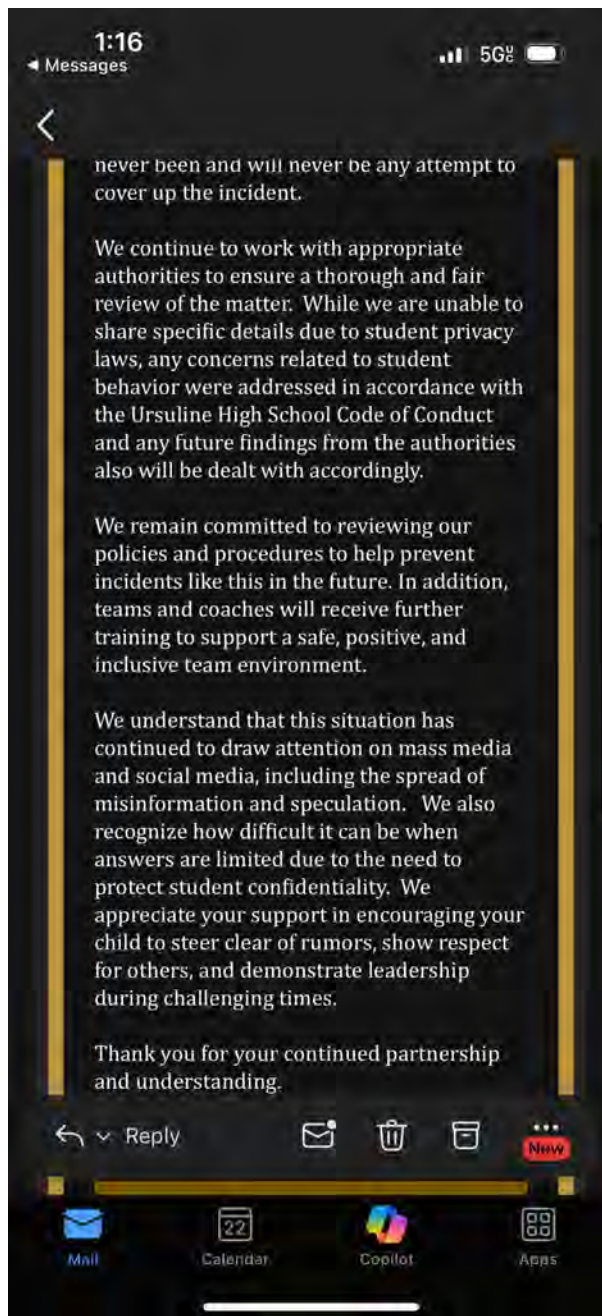 1:16
◄ Messages
5G
never been and will never be any attempt to
cover up the incident.
We continue to work with appropriate
authorities to ensure a thorough and fair
review of the matter.  While we are unable to
share specific details due to student privacy
laws, any concerns related to student
behavior were addressed in accordance with
the Ursuline High School Code of Conduct
and any future findings from the authorities
also will be dealt with accordingly.
We remain committed to reviewing our
policies and procedures to help prevent
incidents like this in the future. In addition,
teams and coaches will receive further
training to support a safe, positive, and
inclusive team environment.
We understand that this situation has
continued to draw attention on mass media
and social media, including the spread of
misinformation and speculation.   We also
recognize how difficult it can be when
answers are limited due to the need to
protect student confidentiality.  We
appreciate your support in encouraging your
child to steer clear of rumors, show respect
for others, and demonstrate leadership
during challenging times.
Thank you for your continued partnership
and understanding.
Reply
New
22
Mail Calendar Copilot Apps